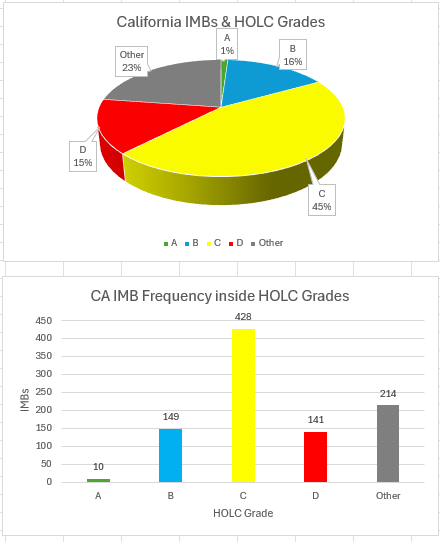 California IMBs & HOLC Grades
A
1%
B
16%
Other
23%
D
15%
C
45%
A B C D Other
CA IMB Frequency inside HOLC Grades
450
400
350
300
250
200
150
100
50
0
IMBs
10
149
428
141
214
A B C D Other
HOLC Grade